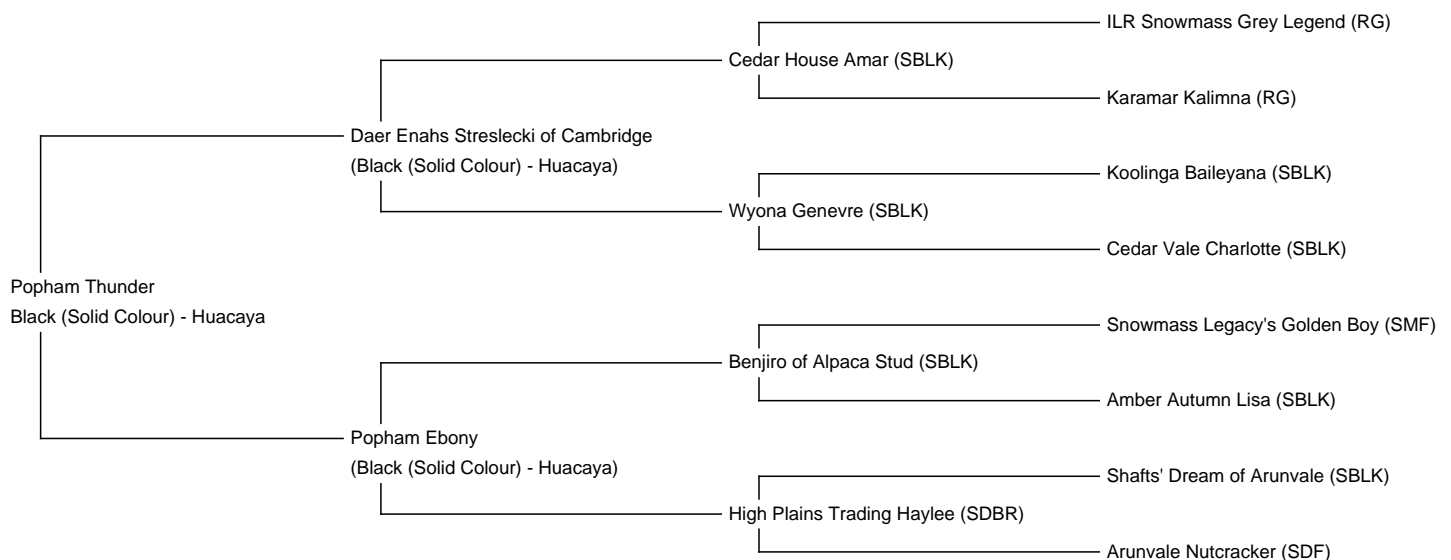 ILR Snowmass Grey Legend (RG)
Cedar House Amar (SBLK)
Karamar Kalimna (RG)
Daer Enahs Streslecki of Cambridge
(Black (Solid Colour) - Huacaya)
Koolinga Baileyana (SBLK)
Wyona Genevre (SBLK)
Cedar Vale Charlotte (SBLK)
Popham Thunder
Black (Solid Colour) - Huacaya
Snowmass Legacy's Golden Boy (SMF)
Benjiro of Alpaca Stud (SBLK)
Amber Autumn Lisa (SBLK)
Popham Ebony
(Black (Solid Colour) - Huacaya)
Shafts' Dream of Arunvale (SBLK)
High Plains Trading Haylee (SDBR)
Arunvale Nutcracker (SDF)